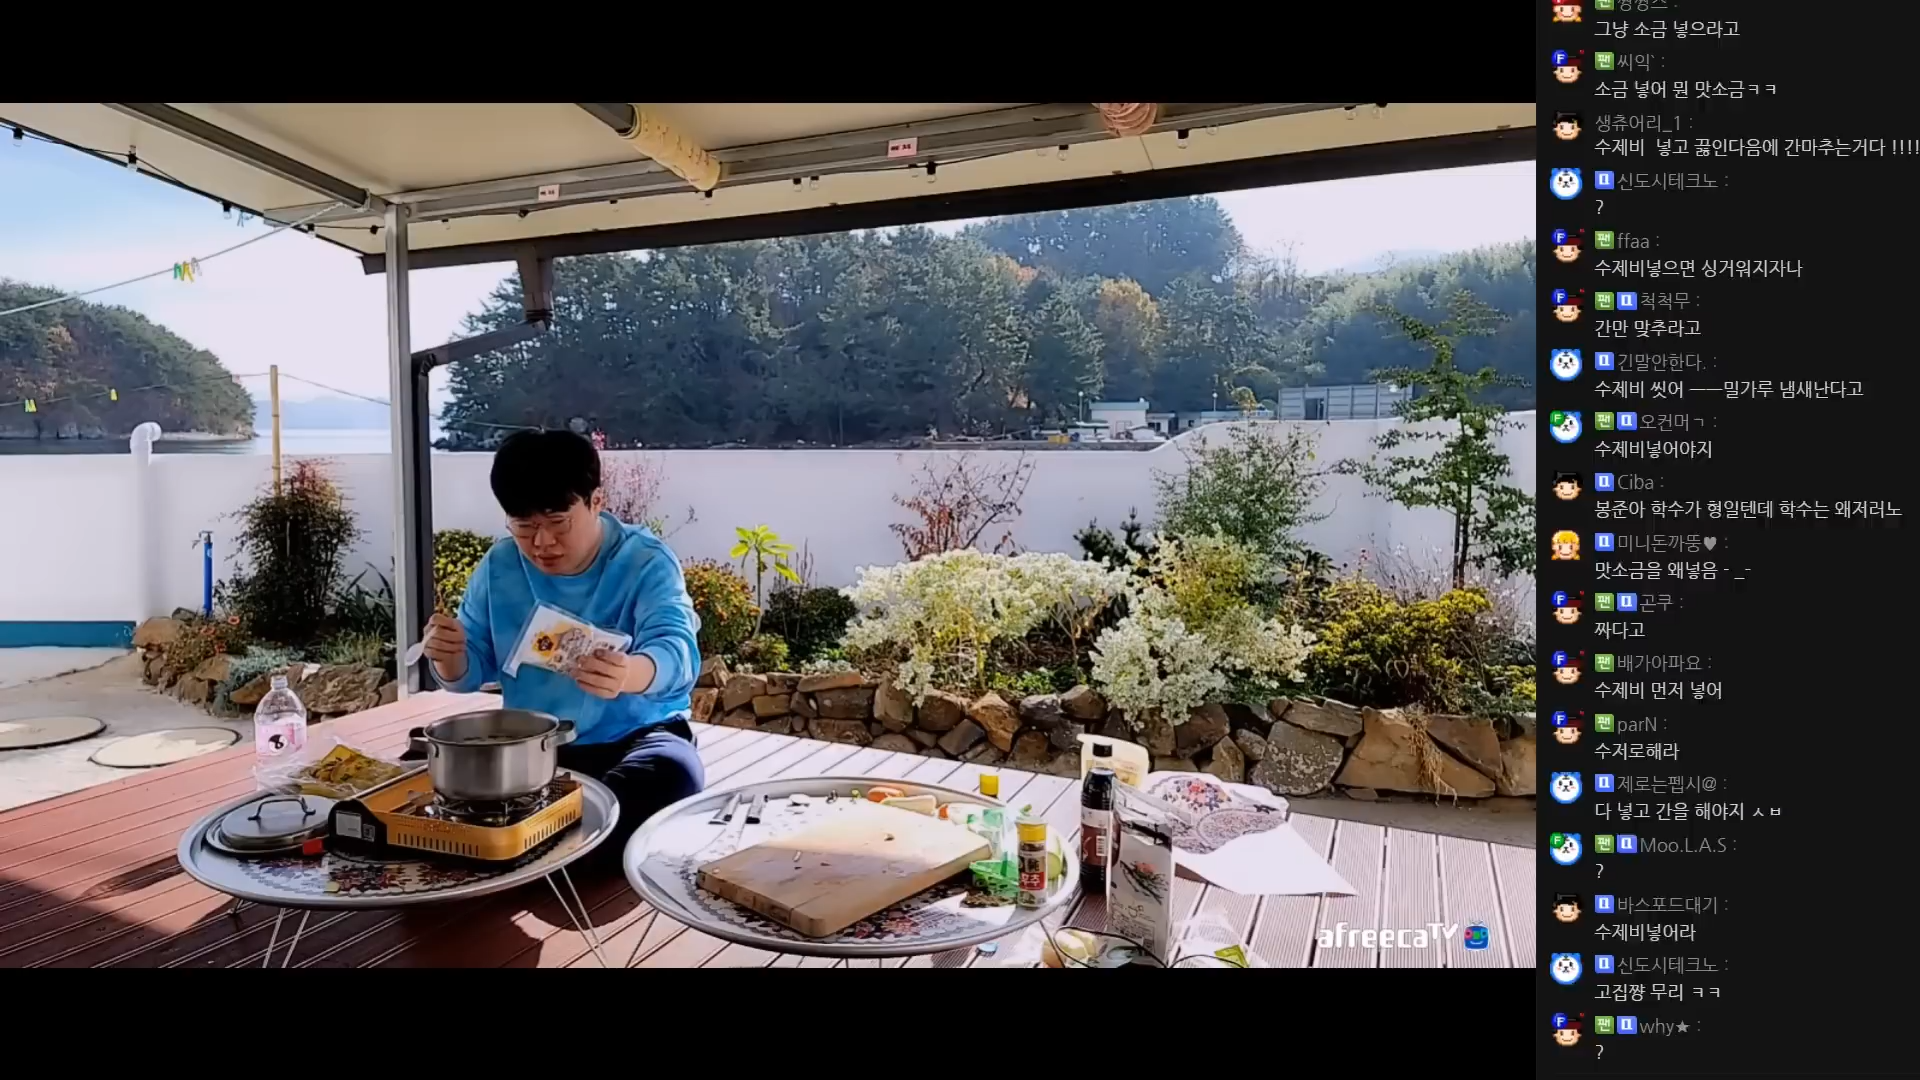 그냥 소금 넣으라고
팬 씨익` :
소금 넣어 뭔 맛소금ㅋㅋ
생츄어리_1 :
수제비 넣고 끓인다음에 간마추는거다 !!!!
신도시테크노 :
?
팬 ffaa :
수제비넣으면 싱거워지자나
팬 척척무 :
간만 맞추라고
긴말안한다. :
수제비 씻어 ㅡㅡ밀가루 냄새난다고
팬 오컨머ㄱ :
수제비넣어야지
Ciba :
봉준아 학수가 형일텐데 학수는 왜저러노
미니돈까뚱♥ :
맛소금을 왜넣음 - _-
팬 곤쿠 :
짜다고
팬 배가아파요 :
수제비 먼저 넣어
팬 parN :
수저로해라
제로는펩시@ :
다 넣고 간을 해야지 ㅅㅂ
팬 Moo.L.A.S :
?
바스포드대기 :
수제비넣어라
신도시테크노 :
고집쨩 무리 ㅋㅋ
팬 why★ :
?
afreecaTV
후추